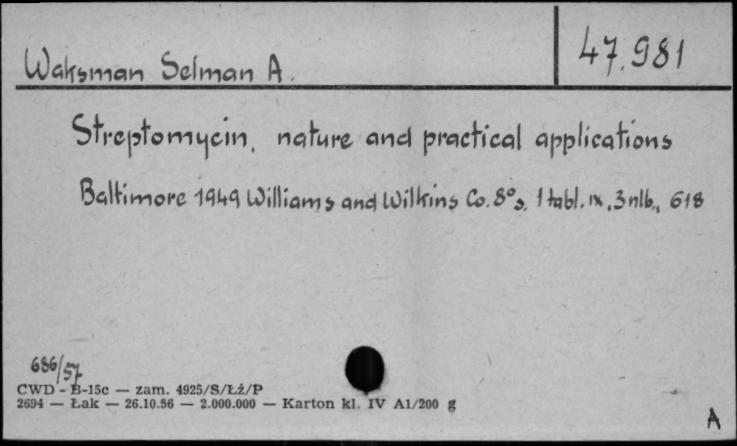 Waksman Selman A.
47.981
Streptomycin, nature and practical applications
Baltimore 1949 Williams and Wilkins Co. 8° s. 1 tabl. IX, 3 nlb., 618
686/57
CWD - B-15c — zam. 4925/S/Łź/P
2694 — Łak — 26.10.56 — 2.000.000 — Karton kl. IV A1/200 g
A